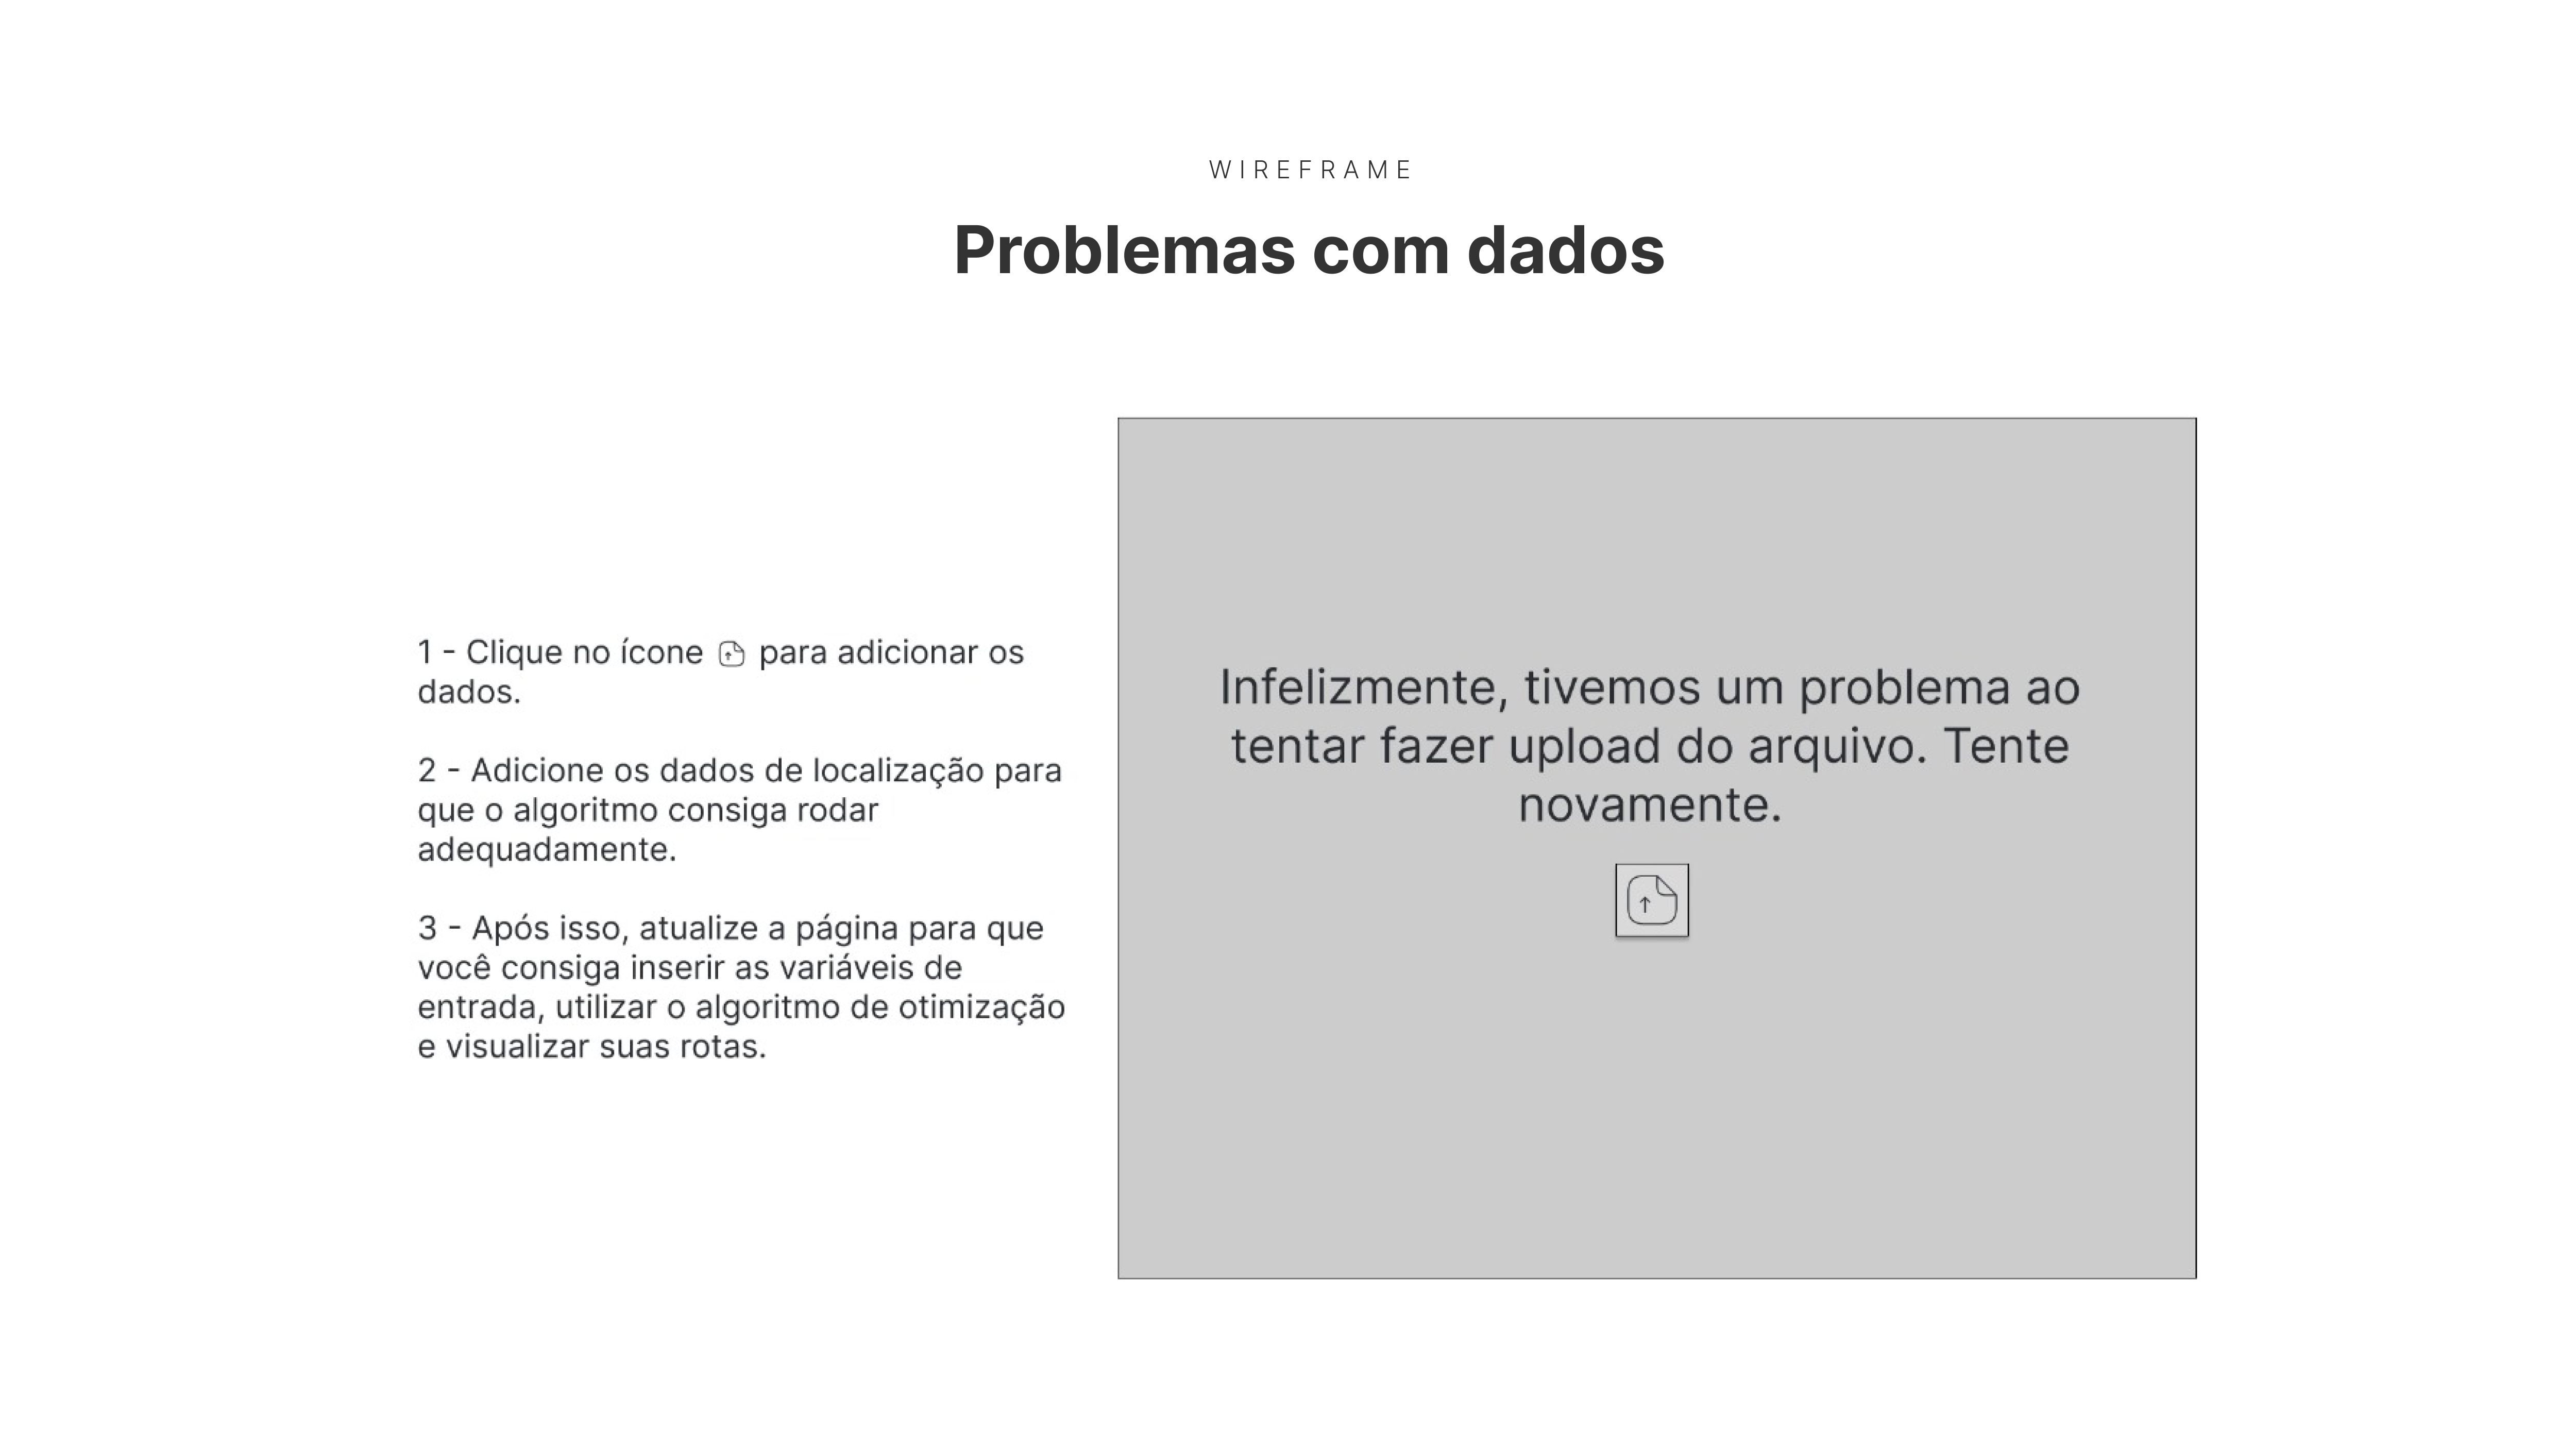 WIREFRAME
Problemas com dados
1 - Clique no ícone para adicionar os
dados.
2 - Adicione os dados de localização para
que o algoritmo consiga rodar
adequadamente.
3 - Após isso, atualize a página para que
você consiga inserir as variáveis de
entrada, utilizar o algoritmo de otimização
e visualizar suas rotas.
Infelizmente, tivemos um problema ao
tentar fazer upload do arquivo. Tente
novamente.